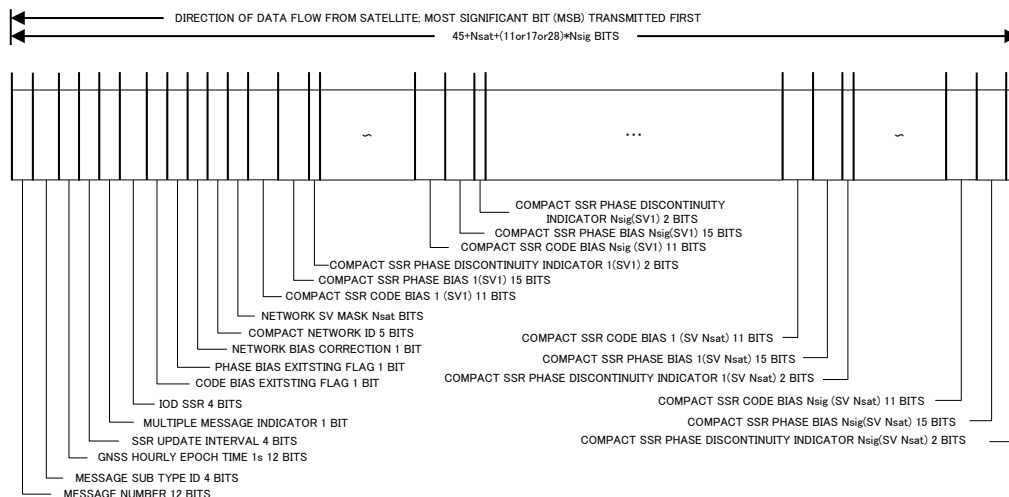 DIRECTION OF DATA FLOW FROM SATELLITE; MOST SIGNIFICANT BIT (MSB) TRANSMITTED FIRST
45+Nsat+(11or17or28)*Nsig BITS
∽
…
∽
COMPACT SSR PHASE DISCONTINUITY
INDICATOR Nsig(SV1) 2 BITS
COMPACT SSR PHASE BIAS Nsig(SV1) 15 BITS
COMPACT SSR CODE BIAS Nsig (SV1) 11 BITS
COMPACT SSR PHASE DISCONTINUITY INDICATOR 1(SV1) 2 BITS
COMPACT SSR PHASE BIAS 1(SV1) 15 BITS
COMPACT SSR CODE BIAS 1 (SV1) 11 BITS
NETWORK SV MASK Nsat BITS
COMPACT NETWORK ID 5 BITS
NETWORK BIAS CORRECTION 1 BIT
PHASE BIAS EXITSTING FLAG 1 BIT
CODE BIAS EXITSTING FLAG 1 BIT
IOD SSR 4 BITS
MULTIPLE MESSAGE INDICATOR 1 BIT
SSR UPDATE INTERVAL 4 BITS
GNSS HOURLY EPOCH TIME 1s 12 BITS
MESSAGE SUB TYPE ID 4 BITS
MESSAGE NUMBER 12 BITS
COMPACT SSR CODE BIAS 1 (SV Nsat) 11 BITS
COMPACT SSR PHASE BIAS 1(SV Nsat) 15 BITS
COMPACT SSR PHASE DISCONTINUITY INDICATOR 1(SV Nsat) 2 BITS
COMPACT SSR CODE BIAS Nsig (SV Nsat) 11 BITS
COMPACT SSR PHASE BIAS Nsig(SV Nsat) 15 BITS
COMPACT SSR PHASE DISCONTINUITY INDICATOR Nsig(SV Nsat) 2 BITS